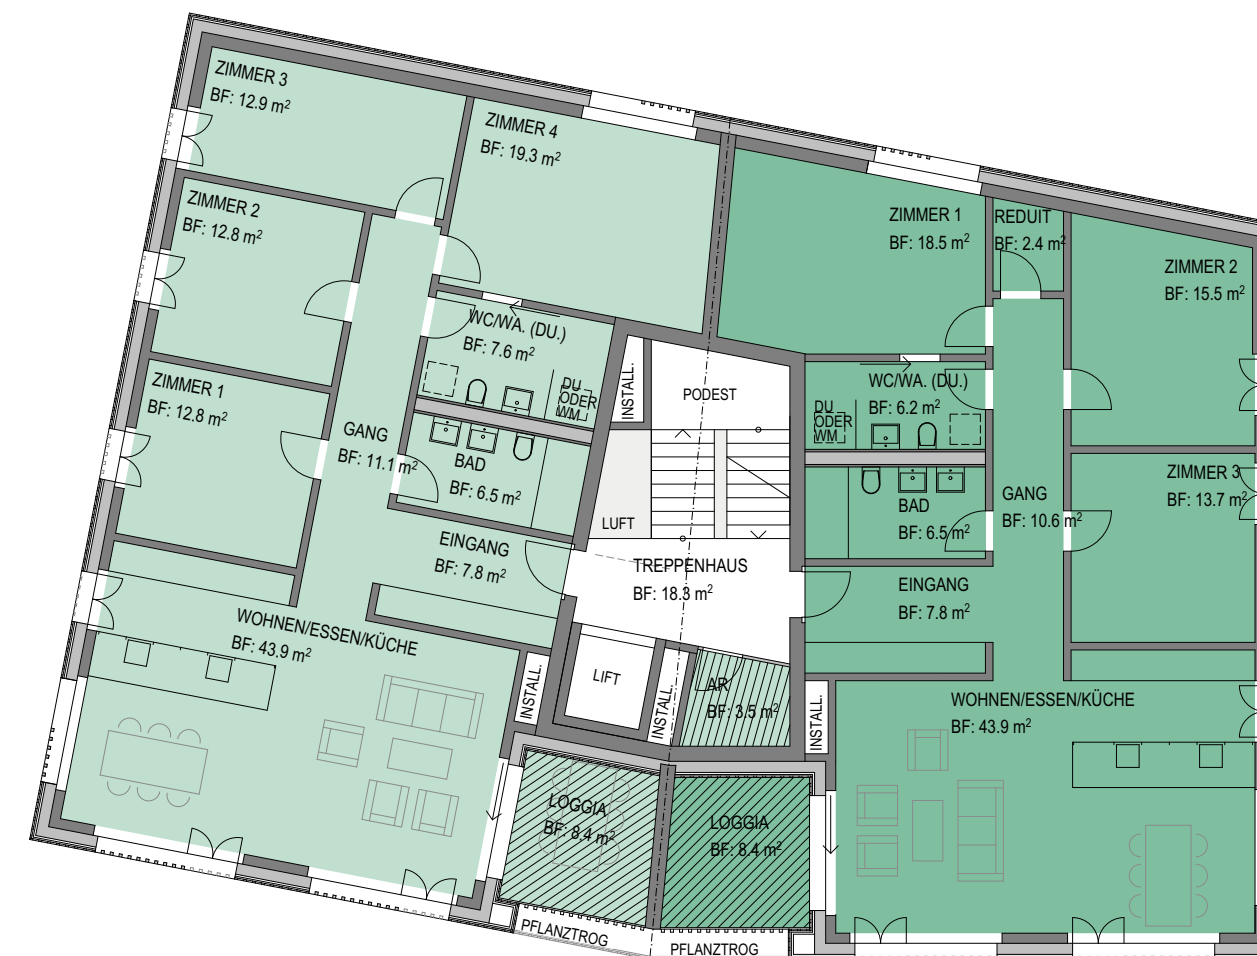 ZIMMER 3
BF: 12.9 m²
ZIMMER 4
BF: 19.3 m²
ZIMMER 2
BF: 12.8 m²
ZIMMER 1
BF: 12.8 m²
GANG
BF: 11.1 m²
WC/WA. (DU.)
BF: 7.6 m²
DU
ODER
WM
BAD
BF: 6.5 m²
EINGANG
BF: 7.8 m²
WOHNEN/ESSEN/KÜCHE
BF: 43.9 m²
INSTALL.
LOGGIA
BF: 8.4 m²
PFLANZTROG
INSTALL.
PODEST
LUFT
TREPPENHAUS
BF: 18.3 m²
LIFT
INSTALL.
AR
BF: 3.5 m²
ZIMMER 1
BF: 18.5 m²
REDUIT
BF: 2.4 m²
ZIMMER 2
BF: 15.5 m²
WC/WA. (DU.)
BF: 6.2 m²
DU
ODER
WM
BAD
BF: 6.5 m²
GANG
BF: 10.6 m²
ZIMMER 3
BF: 13.7 m²
EINGANG
BF: 7.8 m²
WOHNEN/ESSEN/KÜCHE
BF: 43.9 m²
INSTALL.
LOGGIA
BF: 8.4 m²
PFLANZTROG